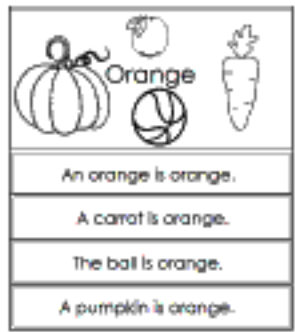 Orange
An orange is orange.
A carrot is orange.
The ball is orange.
A pumpkin is orange.